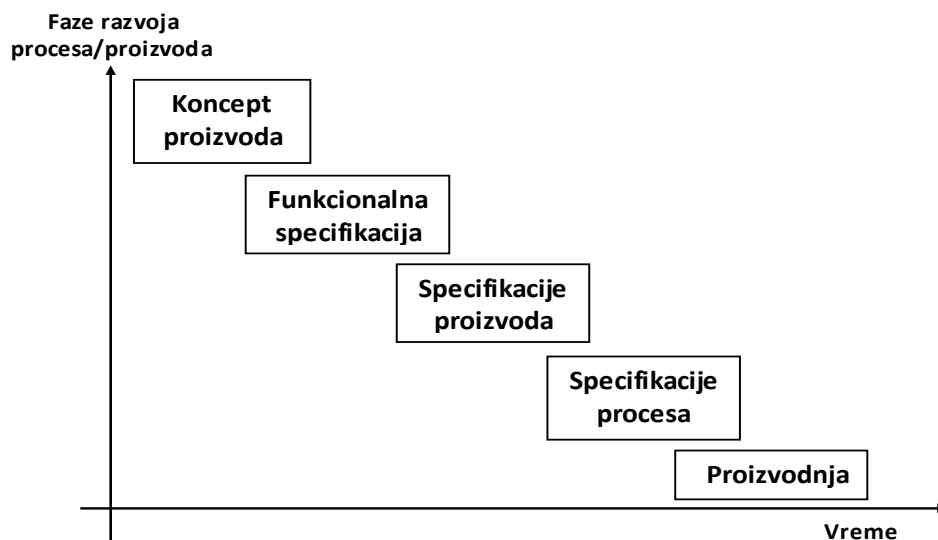 Faze razvoja
procesa/proizvoda
Koncept
proizvoda
Funkcionalna
specifikacija
Specifikacije
proizvoda
Specifikacije
procesa
Proizvodnja
Vreme